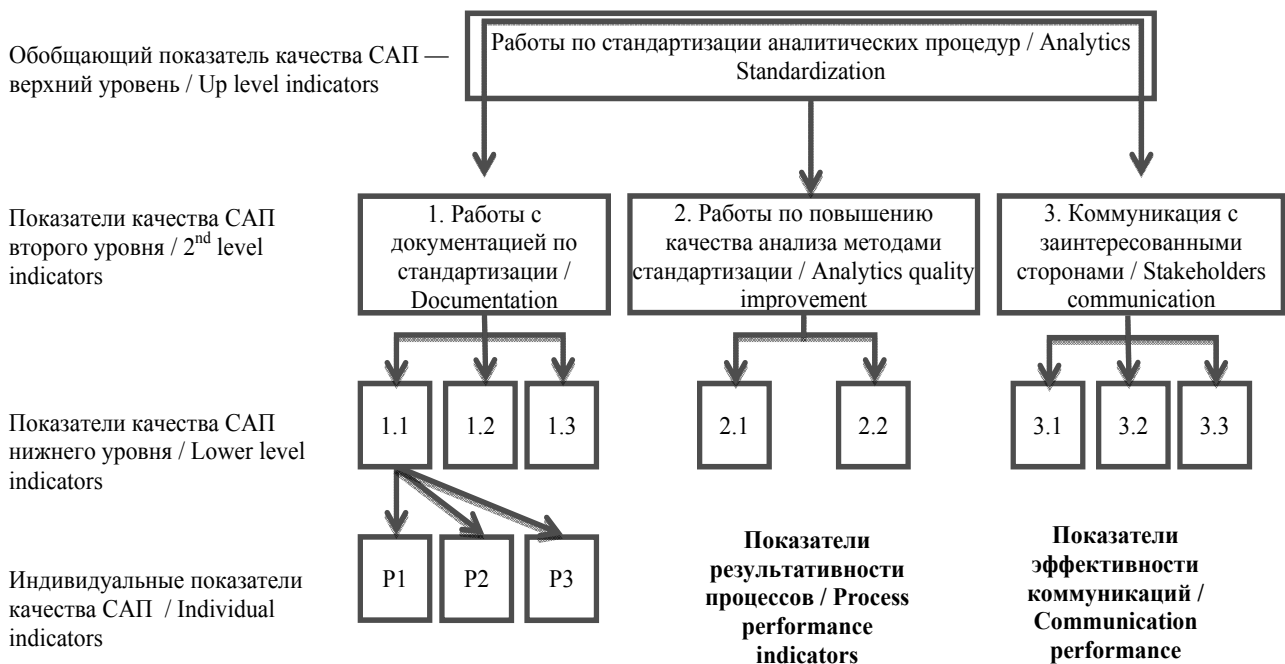 Обобщающий показатель качества САП —
верхний уровень / Up level indicators
Работы по стандартизации аналитических процедур / Analytics
Standardization
Показатели качества САП
второго уровня / 2nd level
indicators
1. Работы с
документацией по
стандартизации /
Documentation
2. Работы по повышению
качества анализа методами
стандартизации / Analytics quality
improvement
3. Коммуникация с
заинтересованными
сторонами / Stakeholders
communication
Показатели качества САП
нижнего уровня / Lower level
indicators
1.1
1.2
1.3
2.1
2.2
3.1
3.2
3.3
Индивидуальные показатели
качества САП / Individual
indicators
P1
P2
P3
Показатели
результативности
процессов / Process
performance
indicators
Показатели
эффективности
коммуникаций /
Communication
performance